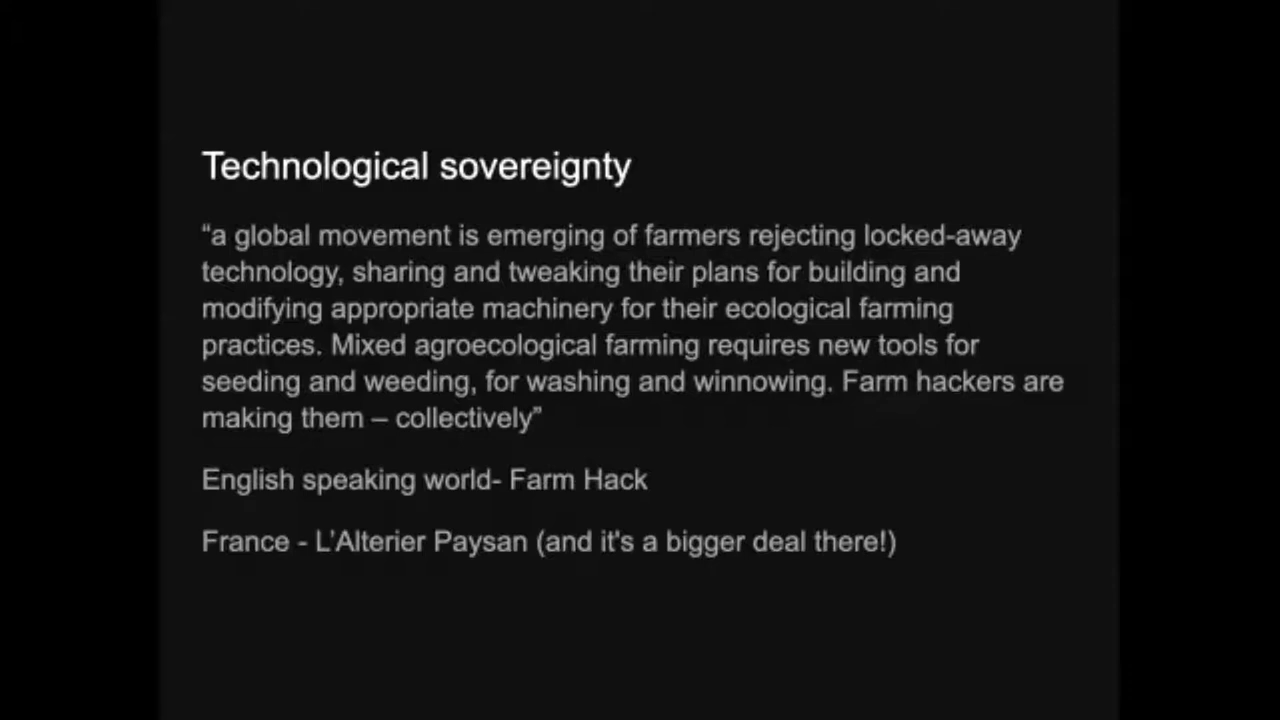 Technological sovereignty
“a global movement is emerging of farmers rejecting locked-away
technology, sharing and tweaking their plans for building and
modifying appropriate machinery for their ecological farming
practices. Mixed agroecological farming requires new tools for
seeding and weeding, for washing and winnowing. Farm hackers are
making them – collectively”
English speaking world- Farm Hack
France - L’Alterier Paysan (and it's a bigger deal there!)